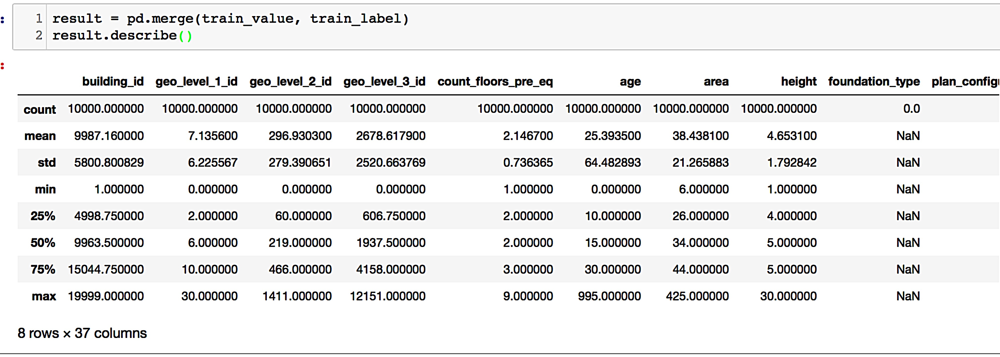 1 result = pd.merge(train_value, train_label)
2 result.describe()
building_id geo_level_1_id geo_level_2_id geo_level_3_id count_floors_pre_eq age area height foundation_type
count 10000.000000 10000.000000 10000.000000 10000.000000 10000.000000 10000.000000 10000.000000 10000.000000 0.0
mean 9987.160000 7.135600 296.930300 2678.617900 2.146700 25.393500 38.438100 4.653100 NaN
std 5800.800829 6.225567 279.390651 2520.663769 0.736365 64.482893 21.265883 1.792842 NaN
min 1.000000 0.000000 0.000000 0.000000 1.000000 0.000000 6.000000 1.000000 NaN
25% 4998.750000 2.000000 60.000000 606.750000 2.000000 10.000000 26.000000 4.000000 NaN
50% 9963.500000 6.000000 219.000000 1937.500000 2.000000 15.000000 34.000000 5.000000 NaN
75% 15044.750000 10.000000 466.000000 4158.000000 3.000000 30.000000 44.000000 5.000000 NaN
max 19999.000000 30.000000 1411.000000 12151.000000 9.000000 995.000000 425.000000 30.000000 NaN
8 rows × 37 columns